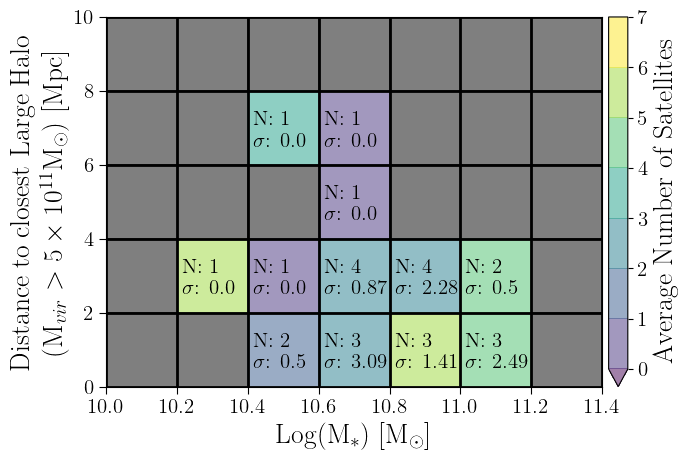 Distance to closest Large Halo
(M_{vir} > 5 × 10^{11}M_⊙) [Mpc]
10
8
6
4
2
0
N: 1
σ: 0.0
N: 1
σ: 0.0
N: 1
σ: 0.0
N: 1
σ: 0.0
N: 1
σ: 0.0
N: 4
σ: 0.87
N: 4
σ: 2.28
N: 2
σ: 0.5
N: 2
σ: 0.5
N: 3
σ: 3.09
N: 3
σ: 1.41
N: 3
σ: 2.49
10.0 10.2 10.4 10.6 10.8 11.0 11.2 11.4
Log(M_*) [M_⊙]
7
6
5
4
3
2
1
0
Average Number of Satellites